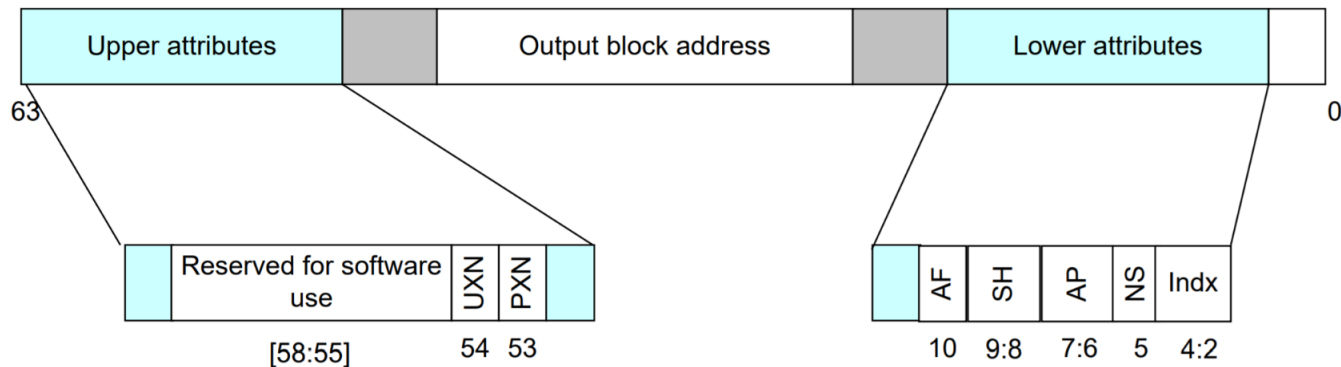 Upper attributes
Output block address
Lower attributes
63
0
Reserved for software
use
UXN
PXN
AF
SH
AP
NS
Indx
[58:55]
54
53
10
9:8
7:6
5
4:2